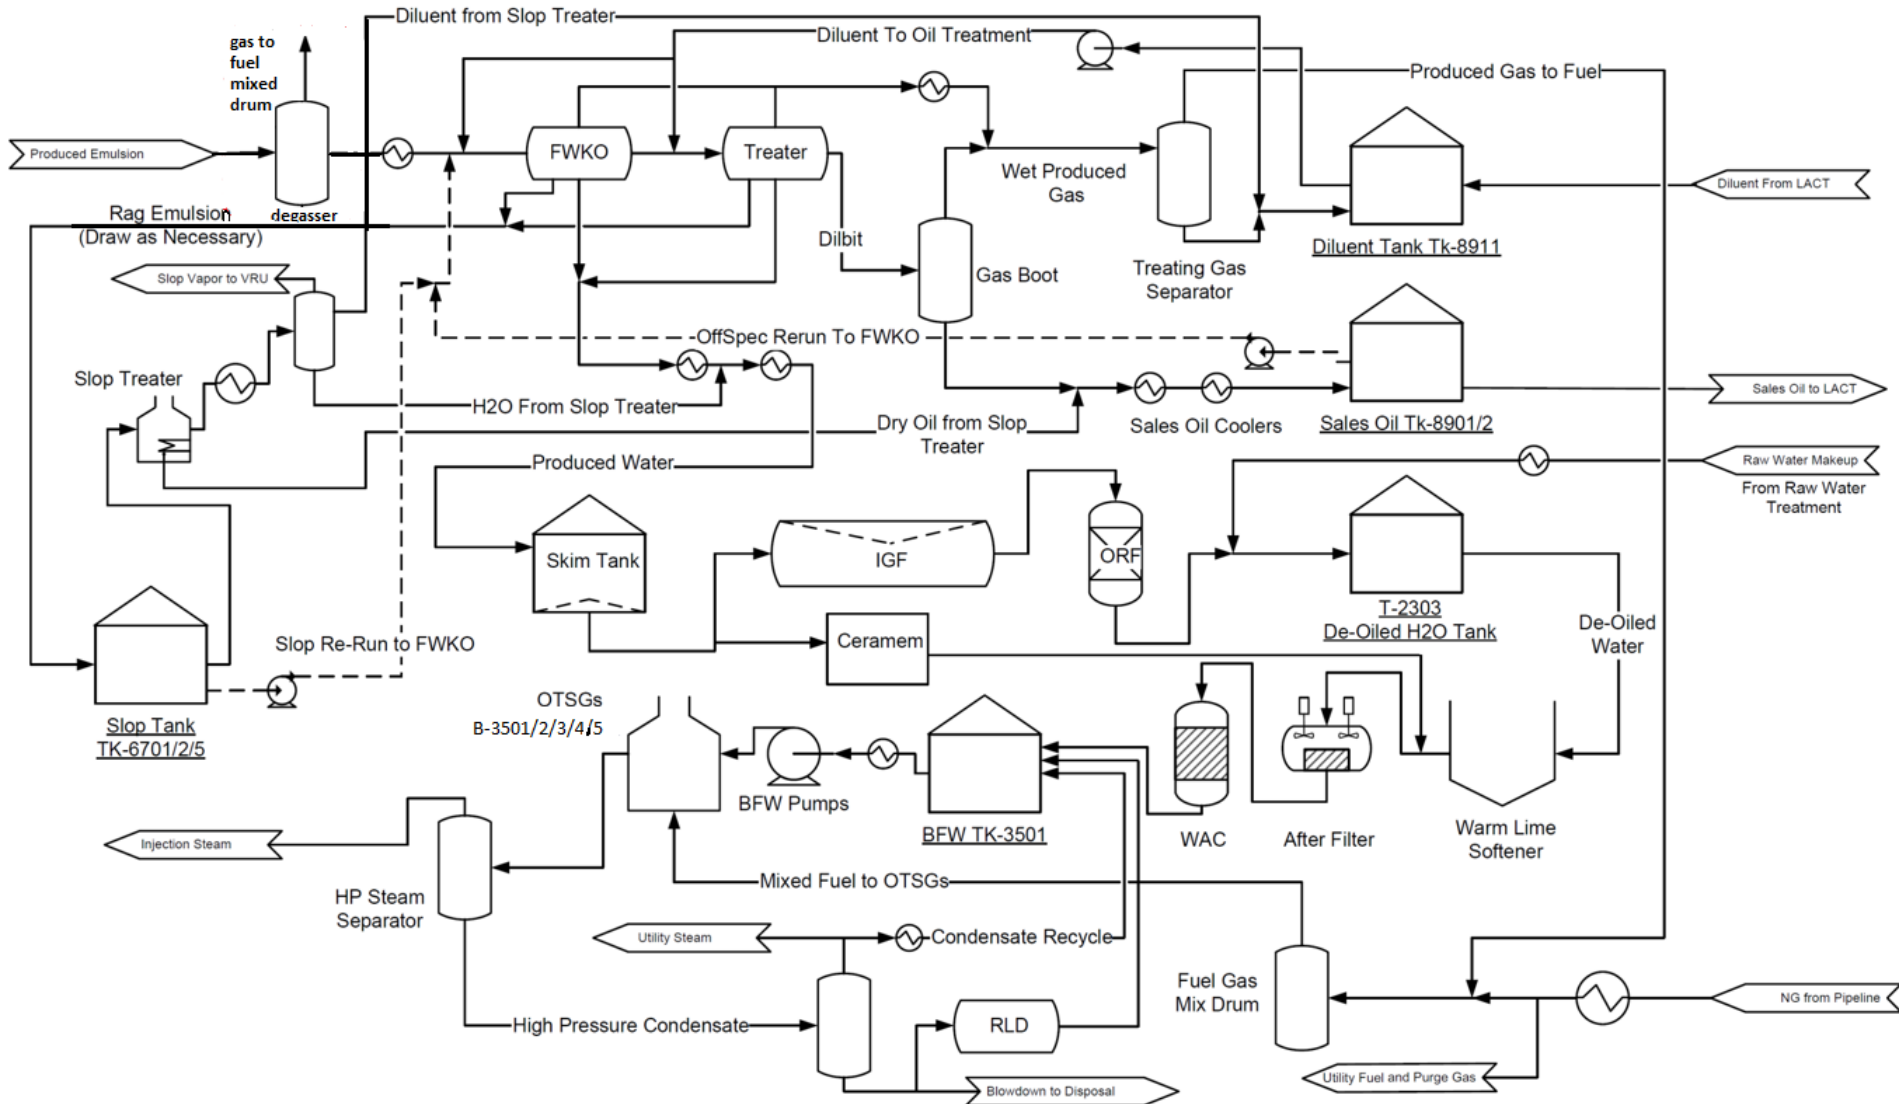 Diluent from Slop Treater
gas to
fuel
mixed
drum
Diluent To Oil Treatment
Produced Gas to Fuel
Produced Emulsion
FWKO
Treater
Wet Produced
Gas
Diluent From LACT
Rag Emulsion
(Draw as Necessary)
degasser
Dilbit
Diluent Tank Tk-8911
Slop Vapor to VRU
Gas Boot
Treating Gas
Separator
OffSpec Rerun To FWKO
Slop Treater
H2O From Slop Treater
Dry Oil from Slop
Treater
Sales Oil Coolers
Sales Oil Tk-8901/2
Sales Oil to LACT
Produced Water
Raw Water Makeup
From Raw Water
Treatment
Skim Tank
IGF
ORF
T-2303
De-Oiled H2O Tank
De-Oiled
Water
Slop Re-Run to FWKO
Ceramem
Slop Tank
TK-6701/2/5
OTSGs
B-3501/2/3/4/5
BFW Pumps
BFW TK-3501
WAC
After Filter
Warm Lime
Softener
Injection Steam
HP Steam
Separator
Mixed Fuel to OTSGs
Utility Steam
Condensate Recycle
Fuel Gas
Mix Drum
NG from Pipeline
High Pressure Condensate
RLD
Utility Fuel and Purge Gas
Blowdown to Disposal